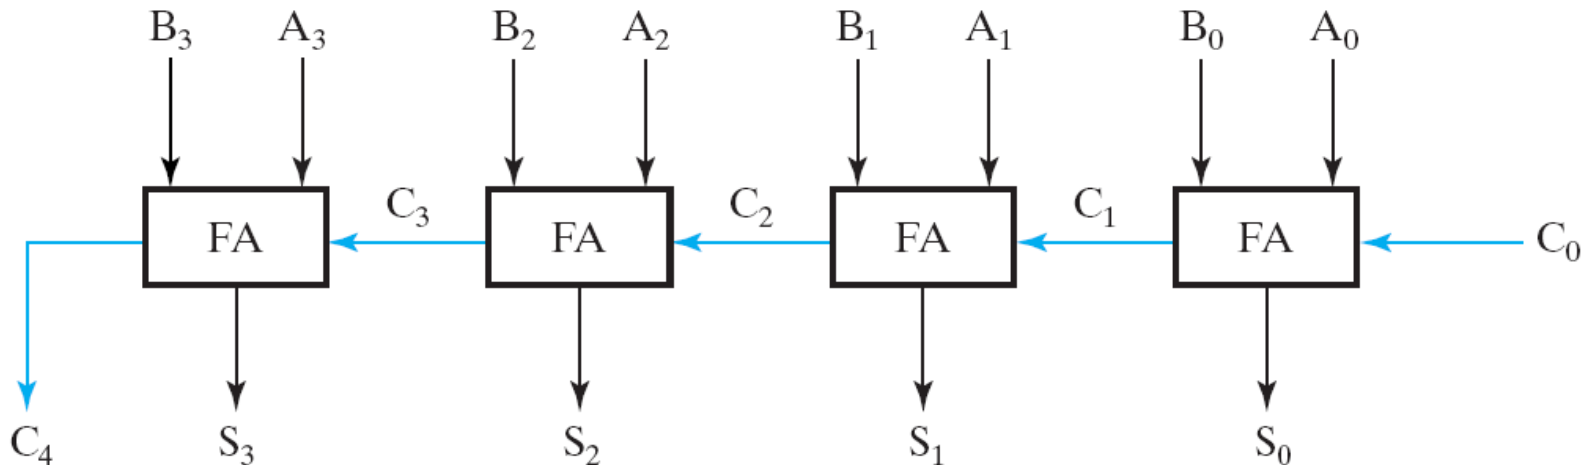 B₃ A₃ B₂ A₂ B₁ A₁ B₀ A₀
C₃ C₂ C₁
FA FA FA FA C₀
C₄ S₃ S₂ S₁ S₀